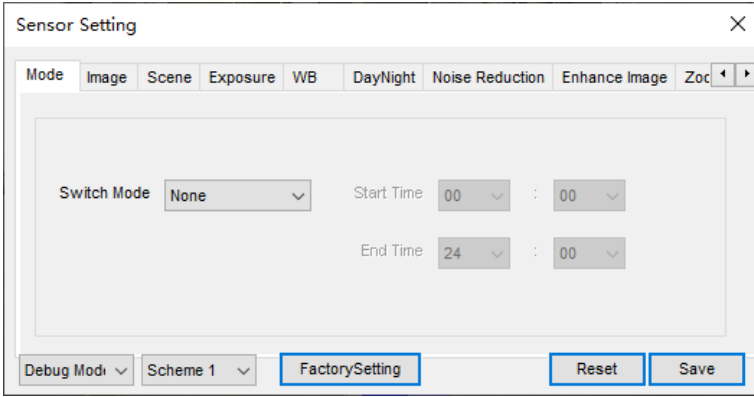 Sensor Setting
Mode Image Scene Exposure WB DayNight Noise Reduction Enhance Image
Switch Mode None Start Time 00 : 00
End Time 24 : 00
Debug Scheme 1 FactorySetting Reset Save